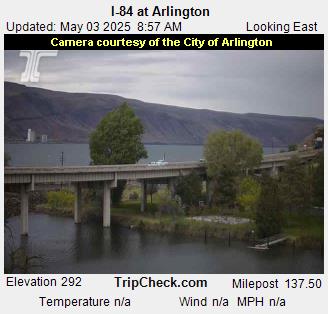 I-84 at Arlington
Updated: May 03 2025 8:57 AM Looking East
Camera courtesy of the City of Arlington
Elevation 292 TripCheck.com Milepost 137.50
Temperature n/a Wind n/a MPH n/a